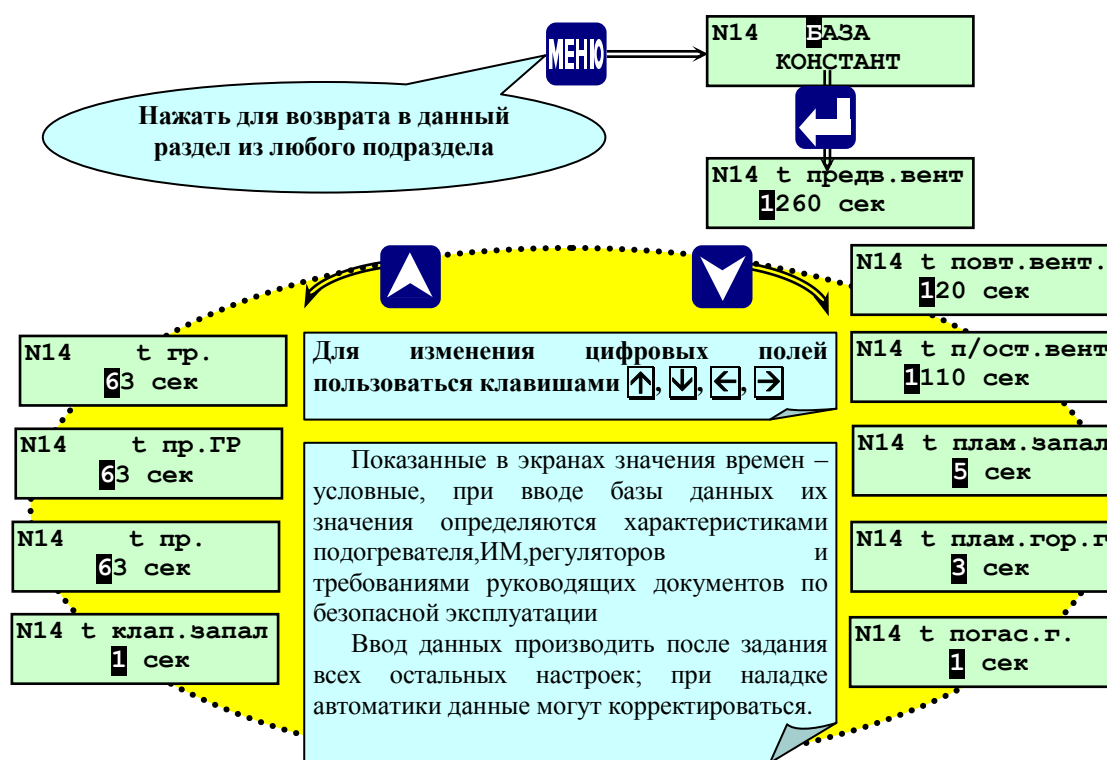 N14 БАЗА
КОНСТАНТ
МЕНЮ
Нажать для возврата в данный
раздел из любого подраздела
N14 t предв.вент
1260 сек
N14 t повт.вент.
120 сек
N14 t гр.
63 сек
Для изменения цифровых полей
пользоваться клавишами ↑, ↓, ←, →
N14 t п/ост.вент
1110 сек
N14 t пр.ГР
63 сек
Показанные в экранах значения времен –
условные, при вводе базы данных их
значения определяются характеристиками
подогревателя,ИМ,регуляторов и
требованиями руководящих документов по
безопасной эксплуатации
Ввод данных производить после задания
всех остальных настроек; при наладке
автоматики данные могут корректироваться.
N14 t плам.запал
5 сек
N14 t пр.
63 сек
N14 t плам.гор.г
3 сек
N14 t клап.запал
1 сек
N14 t погас.г.
1 сек